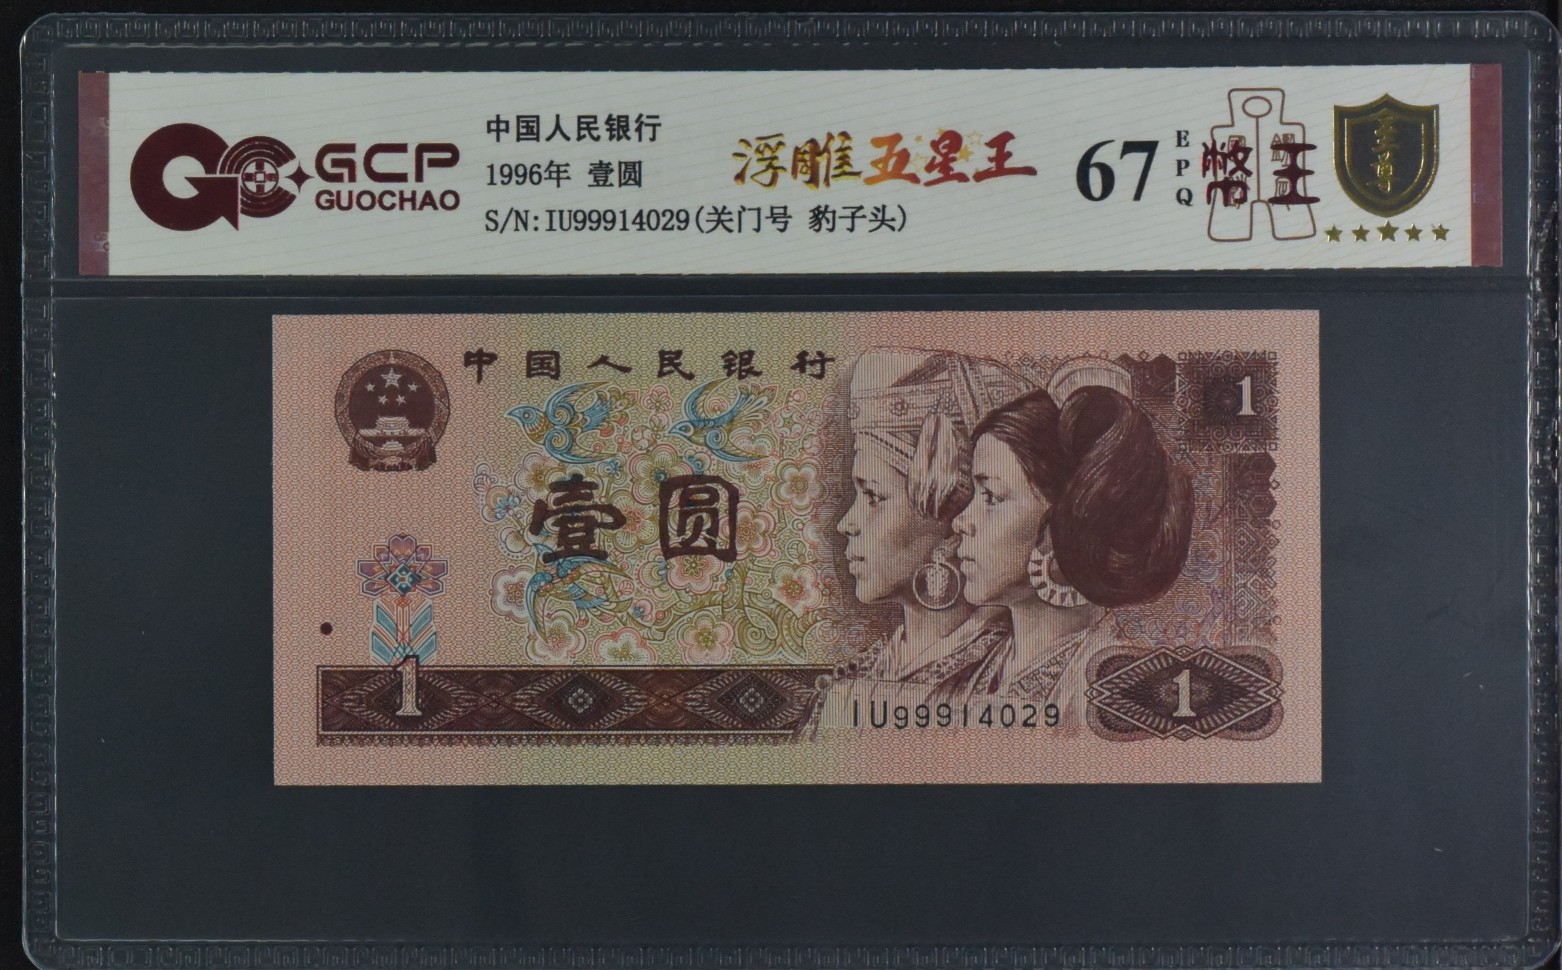 GCP
GUOCHAO
中国人民银行
1996年 壹圆
S/N:IU99914029(关门号 豹子头)
浮雕五星王
67
EPQ
至尊
中国人民银行
1
壹圆
1
IU99914029
1